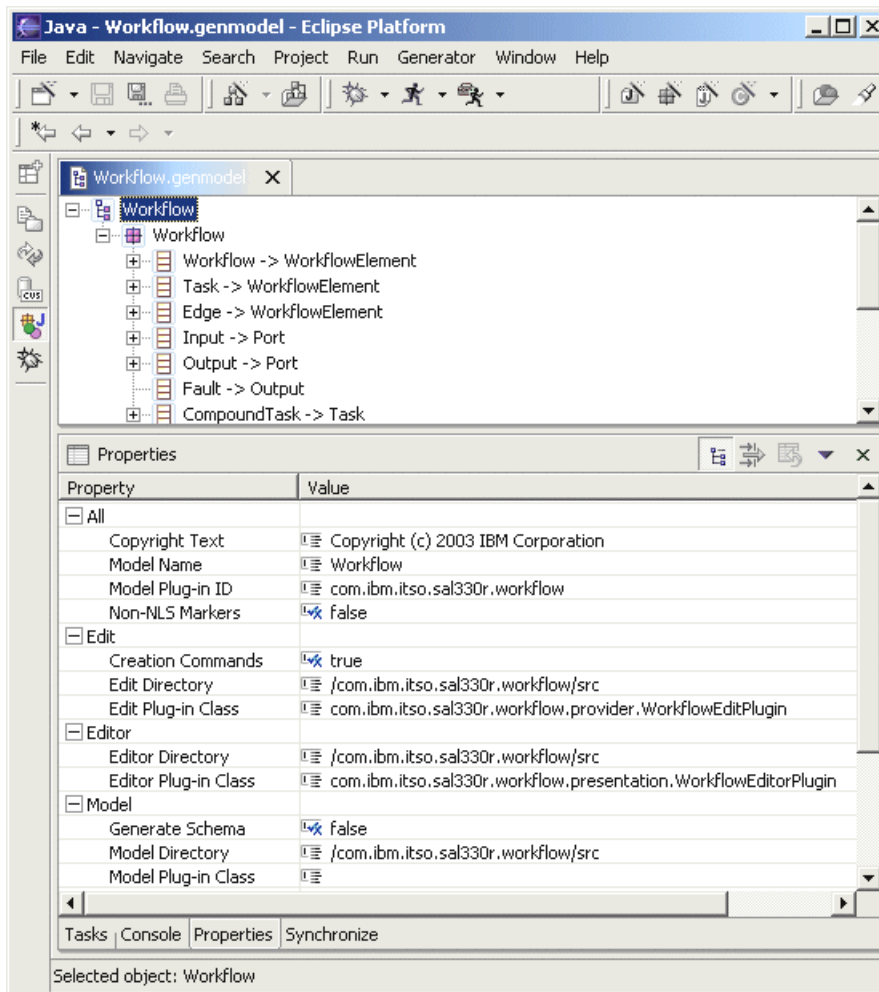 Java - Workflow.genmodel - Eclipse Platform
File Edit Navigate Search Project Run Generator Window Help
Workflow.genmodel
Workflow
Workflow
Workflow -> WorkflowElement
Task -> WorkflowElement
Edge -> WorkflowElement
Input -> Port
Output -> Port
Fault -> Output
CompoundTask -> Task
CVS
Properties
Property Value
All
Copyright Text Copyright (c) 2003 IBM Corporation
Model Name Workflow
Model Plug-in ID com.ibm.itso.sal330r.workflow
Non-NLS Markers false
Edit
Creation Commands true
Edit Directory /com.ibm.itso.sal330r.workflow/src
Edit Plug-in Class com.ibm.itso.sal330r.workflow.provider.WorkflowEditPlugin
Editor
Editor Directory /com.ibm.itso.sal330r.workflow/src
Editor Plug-in Class com.ibm.itso.sal330r.workflow.presentation.WorkflowEditorPlugin
Model
Generate Schema false
Model Directory /com.ibm.itso.sal330r.workflow/src
Model Plug-in Class
Tasks Console Properties Synchronize
Selected object: Workflow